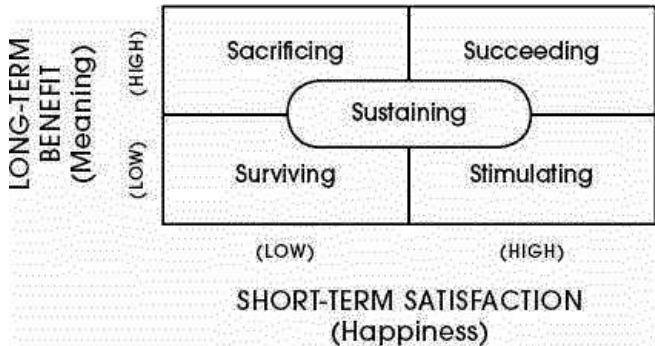 Sacrificing
Succeeding
Sustaining
Surviving
Stimulating
LONG-TERM
BENEFIT
(Meaning)
(HIGH)
(LOW)
(LOW)
(HIGH)
SHORT-TERM SATISFACTION
(Happiness)